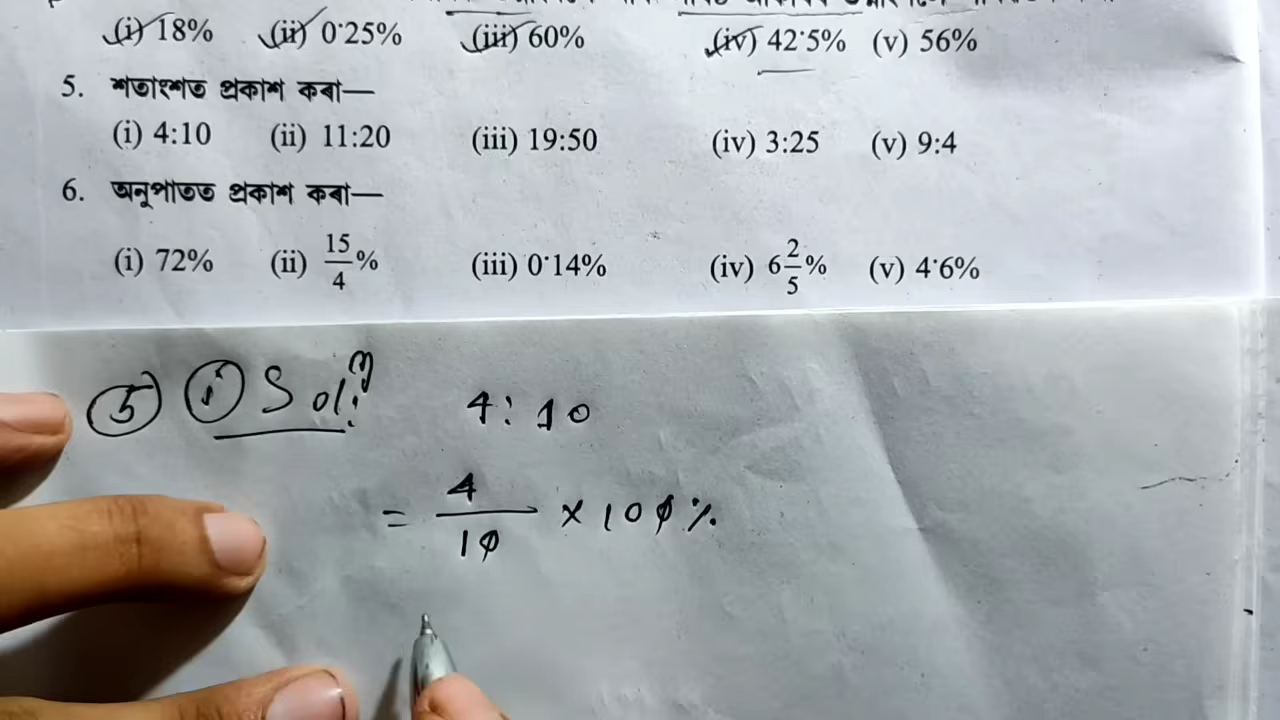 (i) 18% (ii) 0·25% (iii) 60% (iv) 42·5% (v) 56%
5. শতাংশত প্ৰকাশ কৰা—
(i) 4:10 (ii) 11:20 (iii) 19:50 (iv) 3:25 (v) 9:4
6. অনুপাতত প্ৰকাশ কৰা—
(i) 72% (ii) 15/4% (iii) 0·14% (iv) 6 2/5% (v) 4·6%
5 (i) Solⁿ: 4:10
= 4/10 × 100%